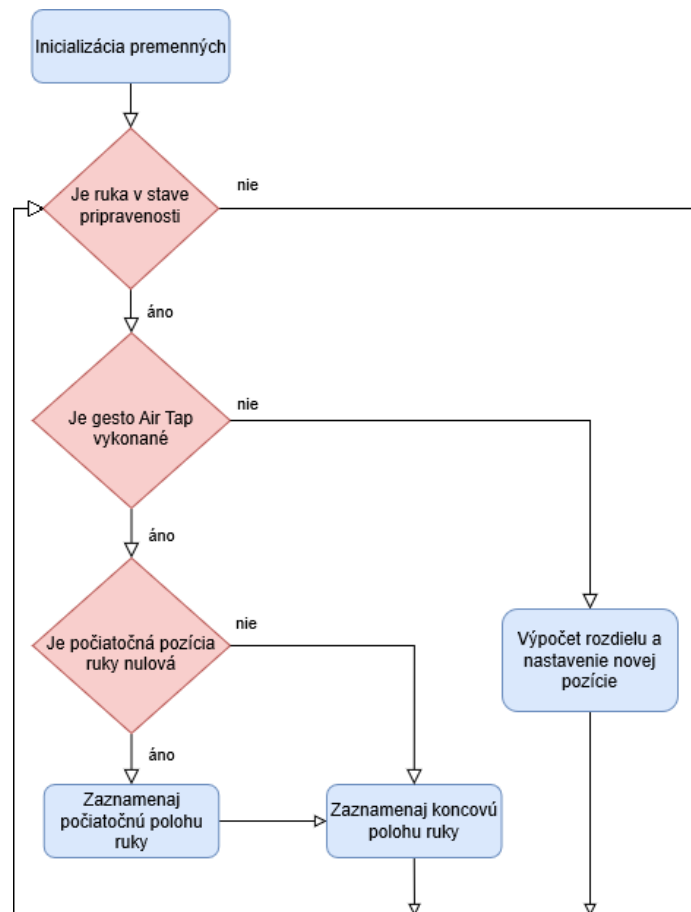 Inicializácia premenných
Je ruka v stave
pripravenosti
nie
áno
Je gesto Air Tap
vykonané
nie
áno
Je počiatočná pozícia
ruky nulová
nie
Výpočet rozdielu a
nastavenie novej
pozície
áno
Zaznamenaj
počiatočnú polohu
ruky
Zaznamenaj koncovú
polohu ruky